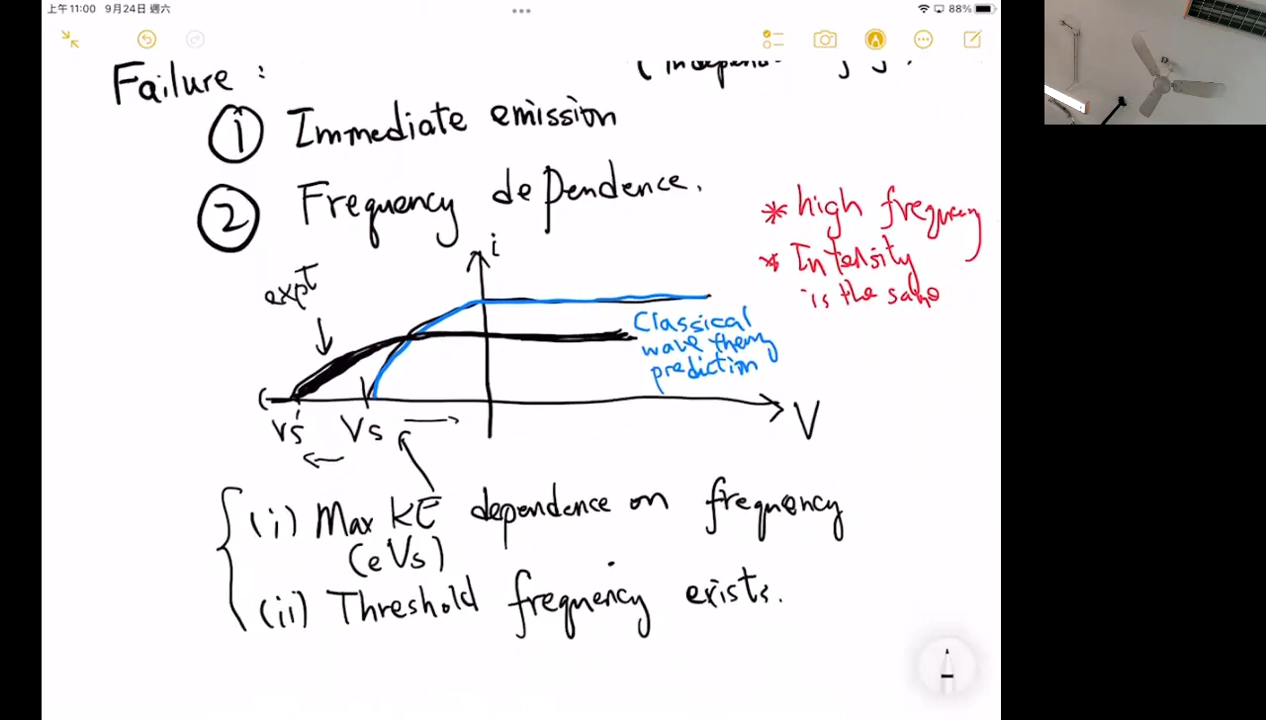 上午11:00 9月24日 週六
88%
Failure :
① Immediate emission
② Frequency dependence.
* high frequency
* Intensity
is the same
i
expt
Classical
wave theory
prediction
Vs' Vs
V
(i) Max KE dependence on frequency
(eVs)
(ii) Threshold frequency exists.